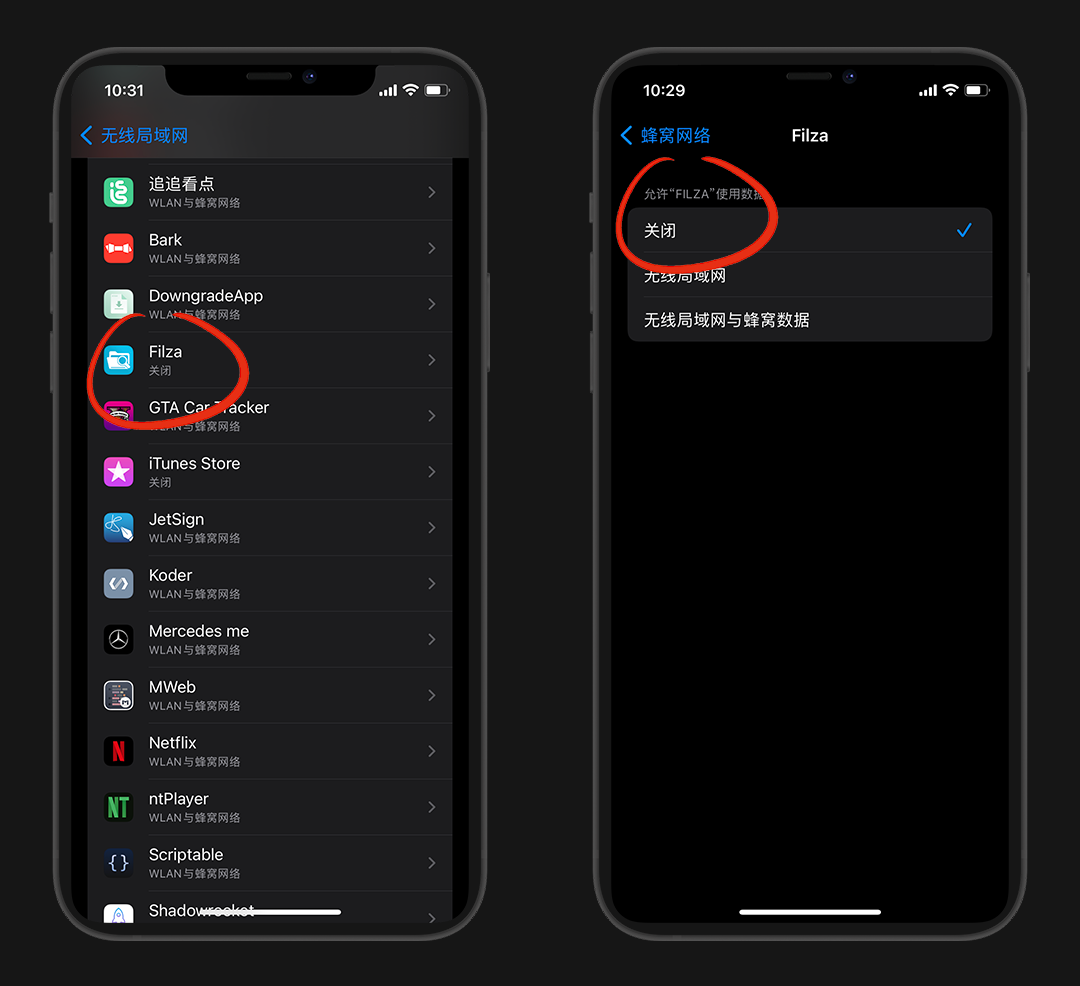 10:31
无线局域网
追追看点
WLAN与蜂窝网络
Bark
WLAN与蜂窝网络
DowngradeApp
WLAN与蜂窝网络
Filza
关闭
GTA Car Tracker
WLAN与蜂窝网络
iTunes Store
关闭
JetSign
WLAN与蜂窝网络
Koder
WLAN与蜂窝网络
Mercedes me
WLAN与蜂窝网络
MWeb
WLAN与蜂窝网络
Netflix
WLAN与蜂窝网络
ntPlayer
WLAN与蜂窝网络
Scriptable
WLAN与蜂窝网络
Shadowrocket
10:29
蜂窝网络
Filza
允许“FILZA”使用数据
关闭
无线局域网
无线局域网与蜂窝数据